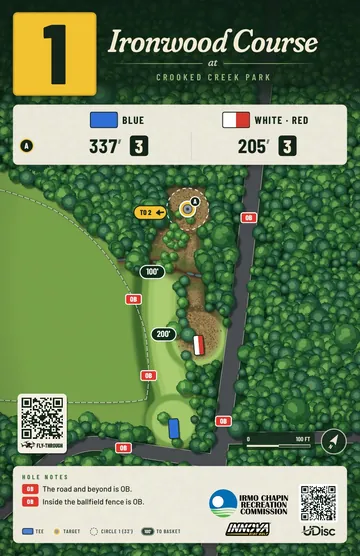 1
Ironwood Course
at
CROOKED CREEK PARK
BLUE
WHITE · RED
A
337' 3
205' 3
A
TO 2
OB
100'
OB
200'
OB
OB
OB
FLY-THROUGH
0 100 FT
HOLE NOTES
OB The road and beyond is OB.
OB Inside the ballfield fence is OB.
IRMO CHAPIN
RECREATION
COMMISSION
INNOVA
UDisc
TEE
TARGET
CIRCLE 1 (33')
TO BASKET